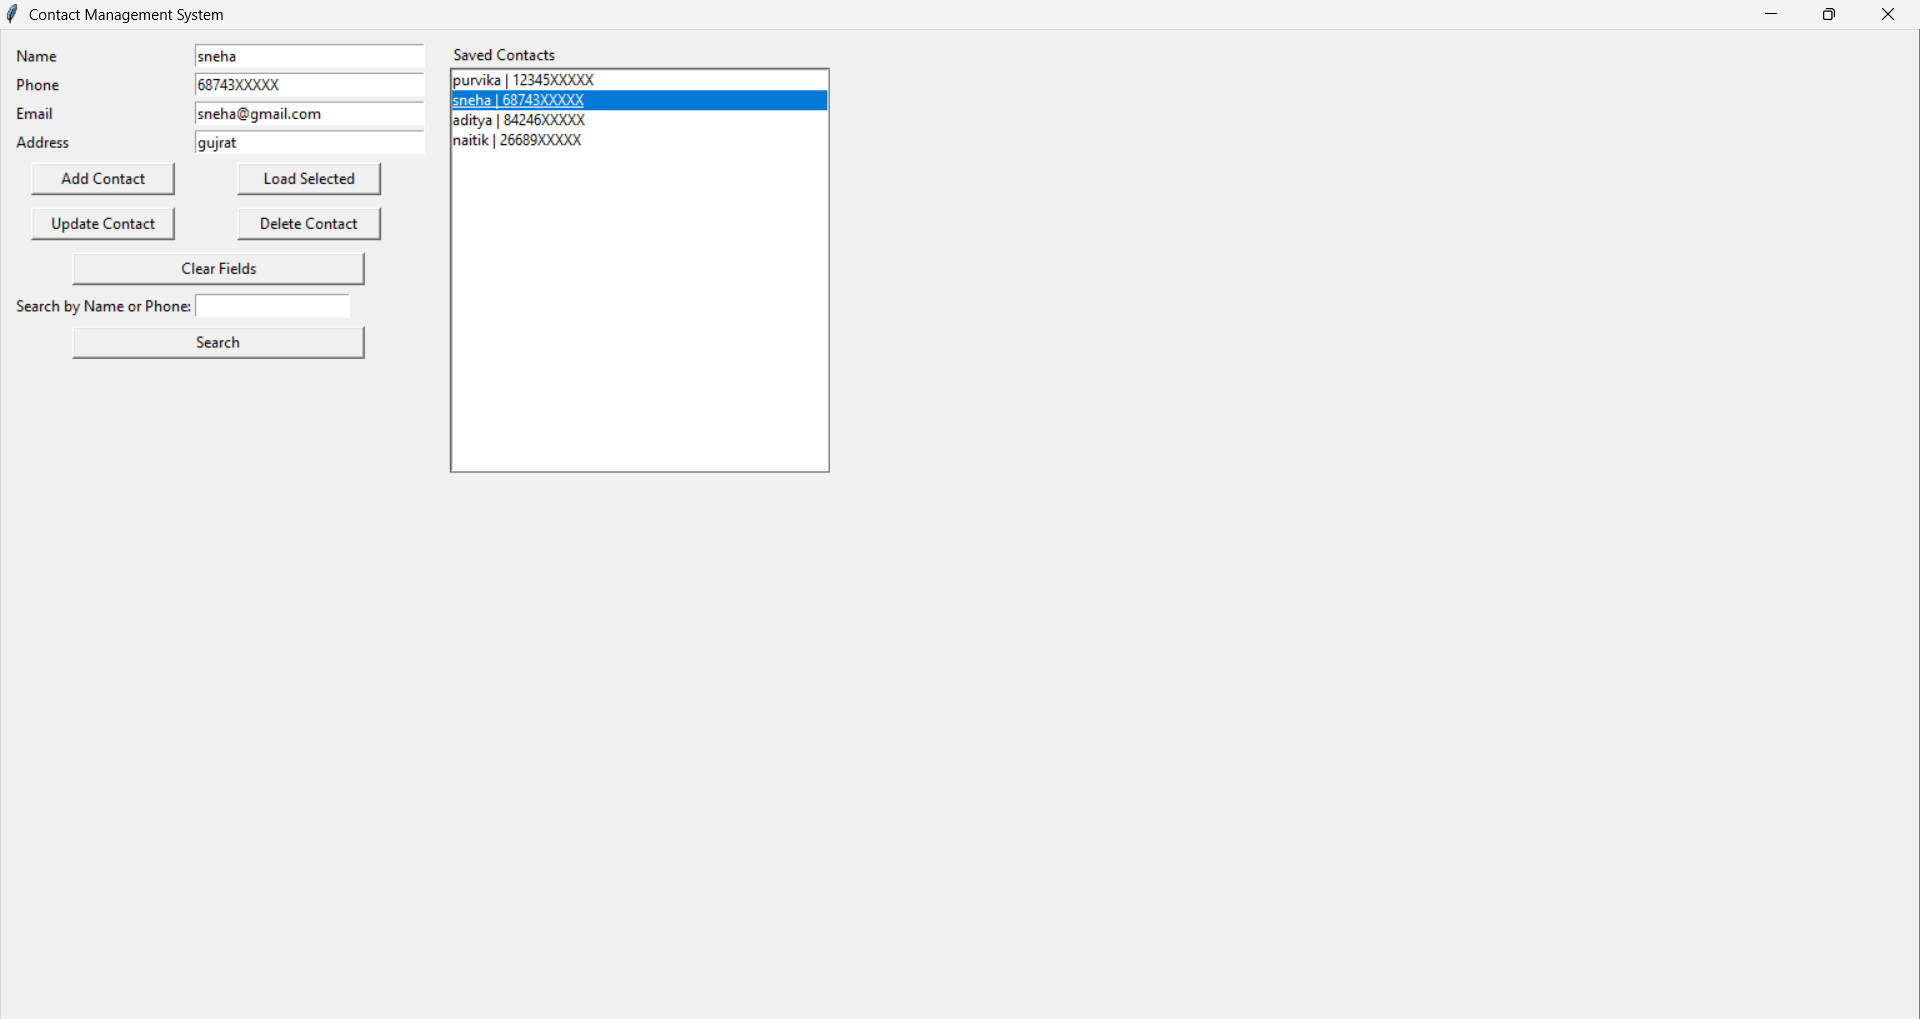 Contact Management System
Name sneha
Phone 68743XXXXX
Email sneha@gmail.com
Address gujrat
Add Contact Load Selected
Update Contact Delete Contact
Clear Fields
Search by Name or Phone:
Search
Saved Contacts
purvika | 12345XXXXX
sneha | 68743XXXXX
aditya | 84246XXXXX
naitik | 26689XXXXX